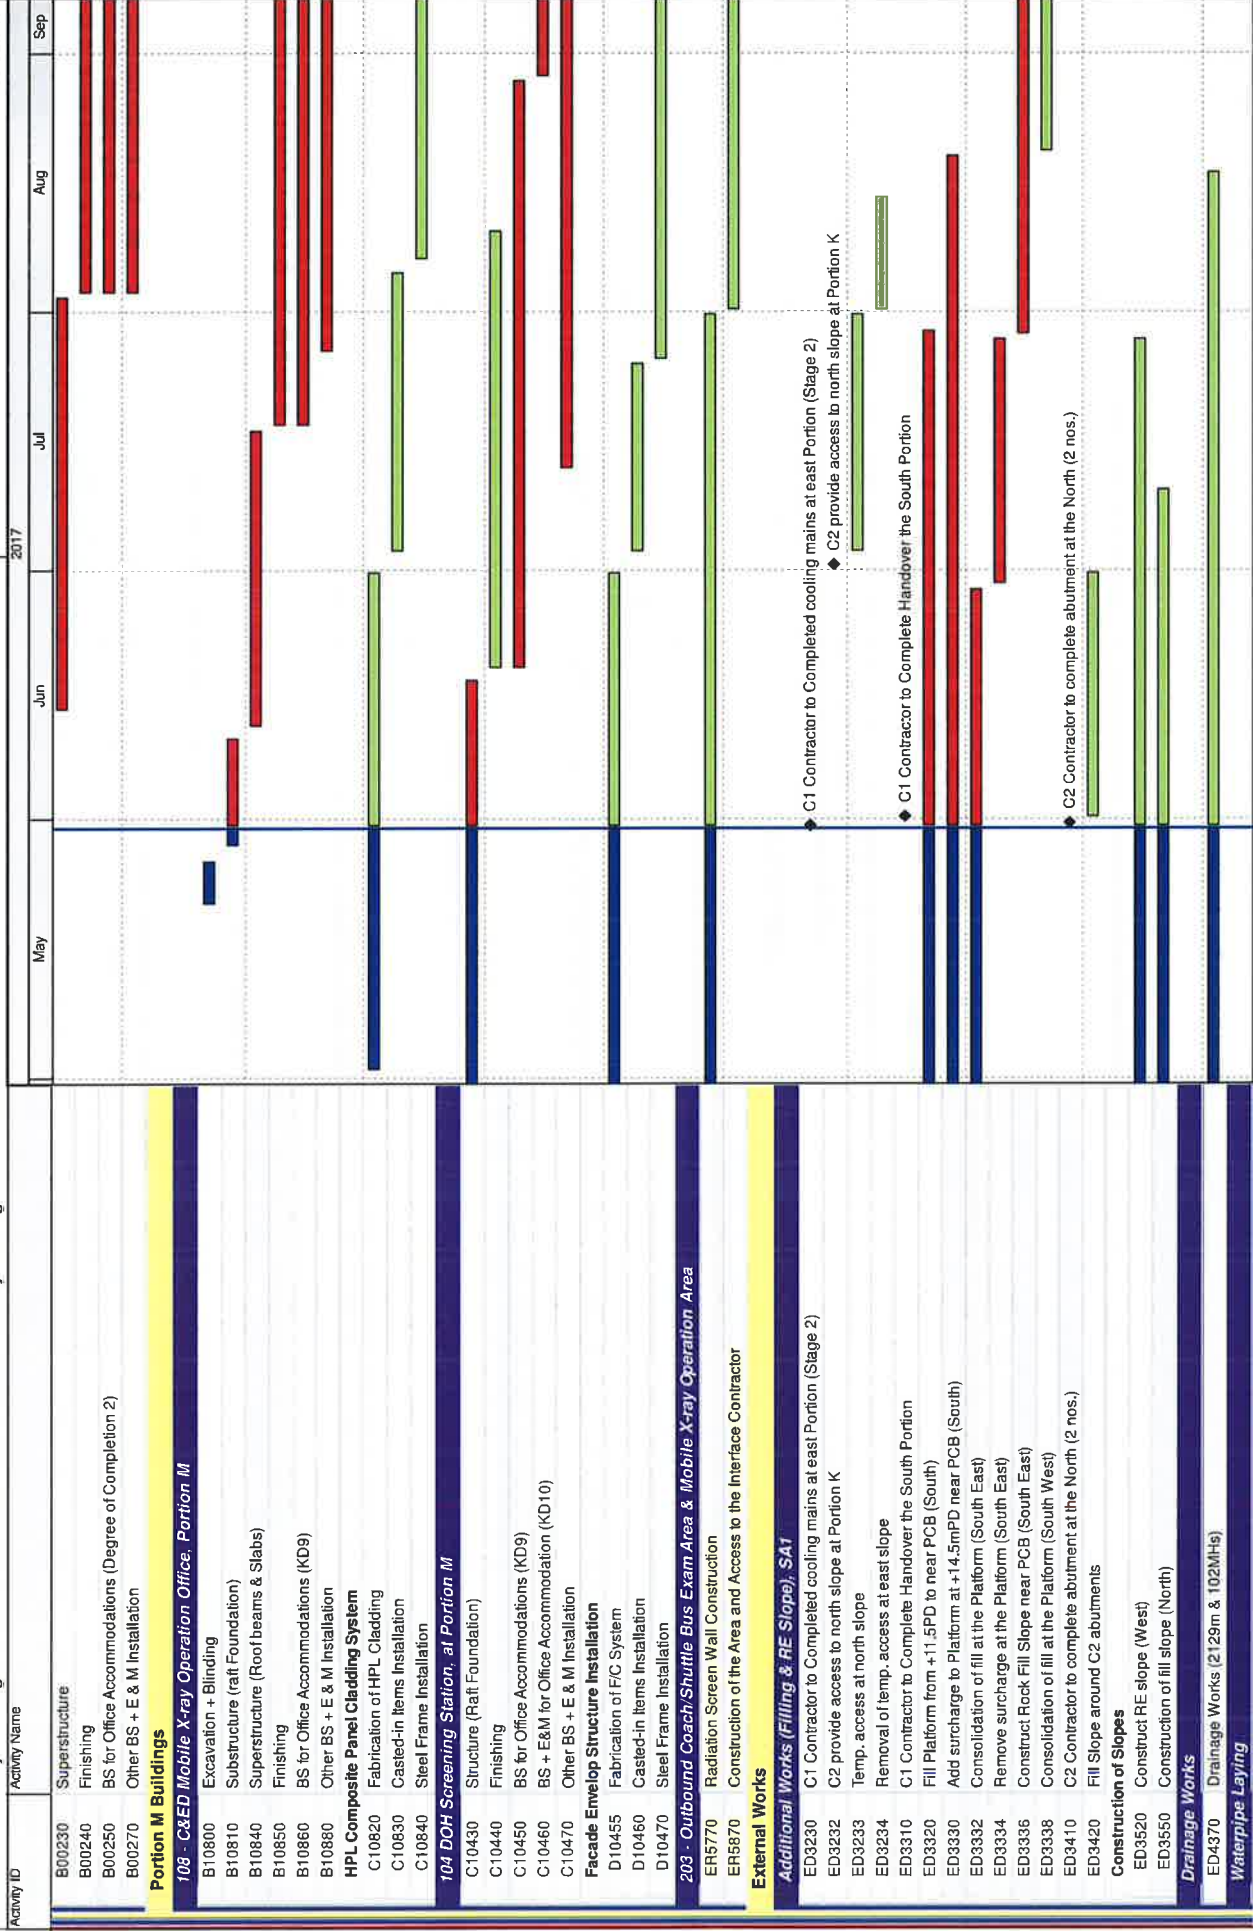 Activity ID Activity Name 2017
May Jun Jul Aug Sep
B00230 Superstructure
B00240 Finishing
B00250 BS for Office Accommodations (Degree of Completion 2)
B00270 Other BS + E & M Installation
Portion M Buildings
108 - C&ED Mobile X-ray Operation Office, Portion M
B10800 Excavation + Blinding
B10810 Substructure (raft Foundation)
B10840 Superstructure (Roof beams & Slabs)
B10850 Finishing
B10860 BS for Office Accommodations (KD9)
B10880 Other BS + E & M Installation
HPL Composite Panel Cladding System
C10820 Fabrication of HPL Cladding
C10830 Casted-in Items Installation
C10840 Steel Frame Installation
104 DOH Screening Station, at Portion M
C10430 Structure (Raft Foundation)
C10440 Finishing
C10450 BS for Office Accommodations (KD9)
C10460 BS + E&M for Office Accommodation (KD10)
C10470 Other BS + E & M Installation
Facade Envelop Structure Installation
D10455 Fabrication of F/C System
D10460 Casted-in Items Installation
D10470 Steel Frame Installation
203 - Outbound Coach/Shuttle Bus Exam Area & Mobile X-ray Operation Area
ER5770 Radiation Screen Wall Construction
ER5870 Construction of the Area and Access to the Interface Contractor
External Works
Additional Works (Filling & RE Slope), SA1
ED3230 C1 Contractor to Completed cooling mains at east Portion (Stage 2) C1 Contractor to Completed cooling mains at east Portion (Stage 2)
ED3232 C2 provide access to north slope at Portion K C2 provide access to north slope at Portion K
ED3233 Temp. access at north slope
ED3234 Removal of temp. access at east slope
ED3310 C1 Contractor to Complete Handover the South Portion C1 Contractor to Complete Handover the South Portion
ED3320 Fill Platform from +11.5PD to near PCB (South)
ED3330 Add surcharge to Platform at +14.5mPD near PCB (South)
ED3332 Consolidation of fill at the Platform (South East)
ED3334 Remove surcharge at the Platform (South East)
ED3336 Construct Rock Fill Slope near PCB (South East)
ED3338 Consolidation of fill at the Platform (South West)
ED3410 C2 Contractor to complete abutment at the North (2 nos.) C2 Contractor to complete abutment at the North (2 nos.)
ED3420 Fill Slope around C2 abutments
Construction of Slopes
ED3520 Construct RE slope (West)
ED3550 Construction of fill slope (North)
Drainage Works
ED4370 Drainage Works (2129m & 102MHs)
Waterpipe Laying